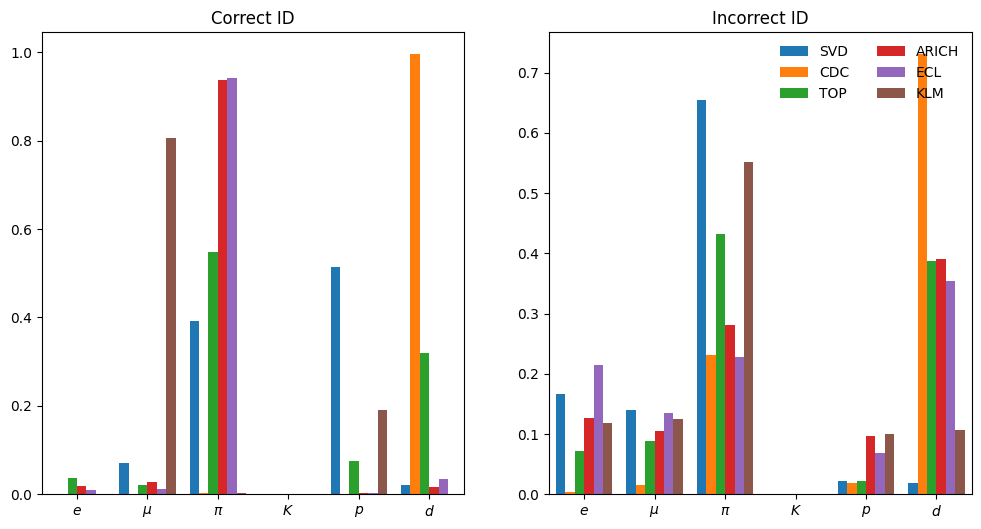 Correct ID
1.0
0.8
0.6
0.4
0.2
0.0
e μ π K p d
Incorrect ID
SVD ARICH
CDC ECL
TOP KLM
0.7
0.6
0.5
0.4
0.3
0.2
0.1
0.0
e μ π K p d